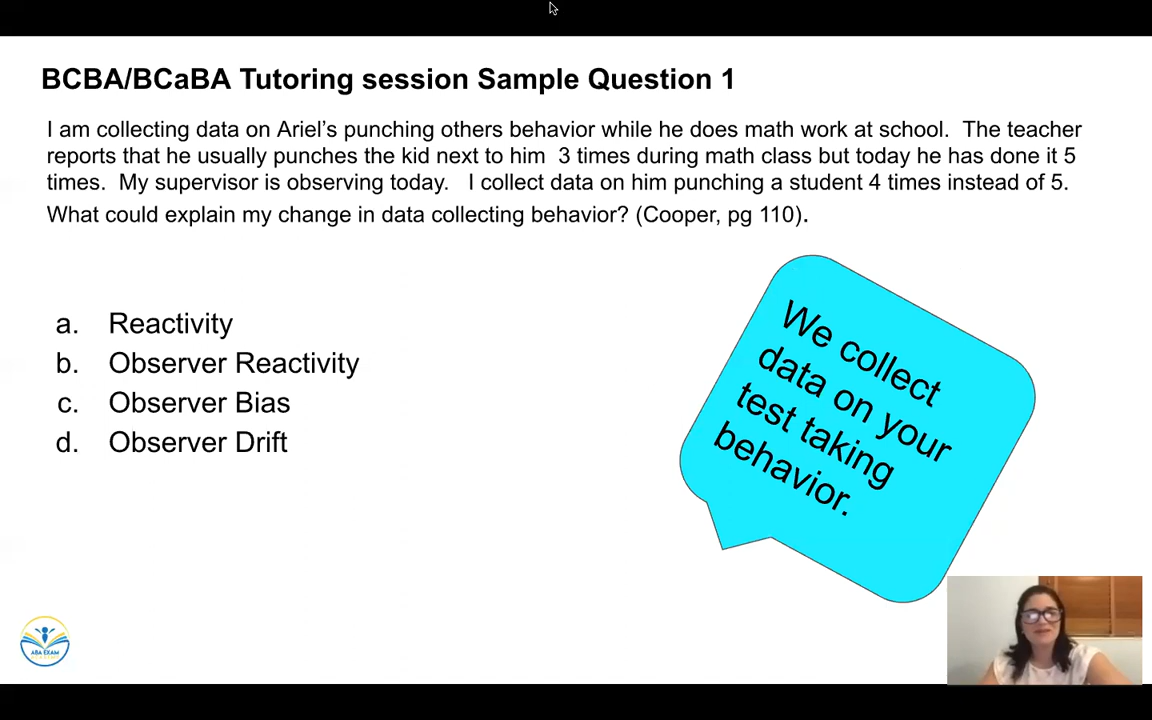 BCBA/BCaBA Tutoring session Sample Question 1
I am collecting data on Ariel’s punching others behavior while he does math work at school.  The teacher
reports that he usually punches the kid next to him  3 times during math class but today he has done it 5
times.  My supervisor is observing today.   I collect data on him punching a student 4 times instead of 5.
What could explain my change in data collecting behavior? (Cooper, pg 110).
a. Reactivity
b. Observer Reactivity
c. Observer Bias
d. Observer Drift
We collect
data on your
test taking
behavior.
ABA EXAM